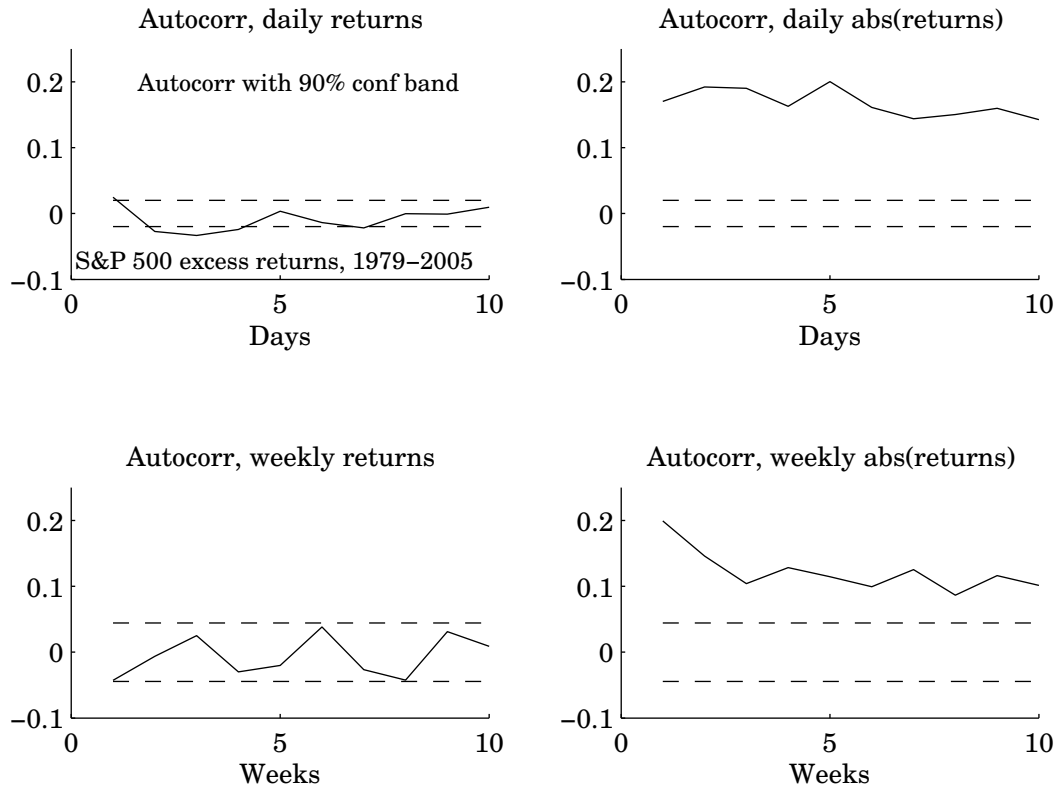 Autocorr, daily returns
Autocorr with 90% conf band
0.2
0.1
0
−0.1
S&P 500 excess returns, 1979−2005
0 5 10
Days
Autocorr, daily abs(returns)
0.2
0.1
0
−0.1
0 5 10
Days
Autocorr, weekly returns
0.2
0.1
0
−0.1
0 5 10
Weeks
Autocorr, weekly abs(returns)
0.2
0.1
0
−0.1
0 5 10
Weeks